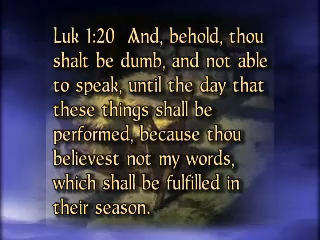 Luk 1:20  And, behold, thou
shalt be dumb, and not able
to speak, until the day that
these things shall be
performed, because thou
believest not my words,
which shall be fulfilled in
their season.